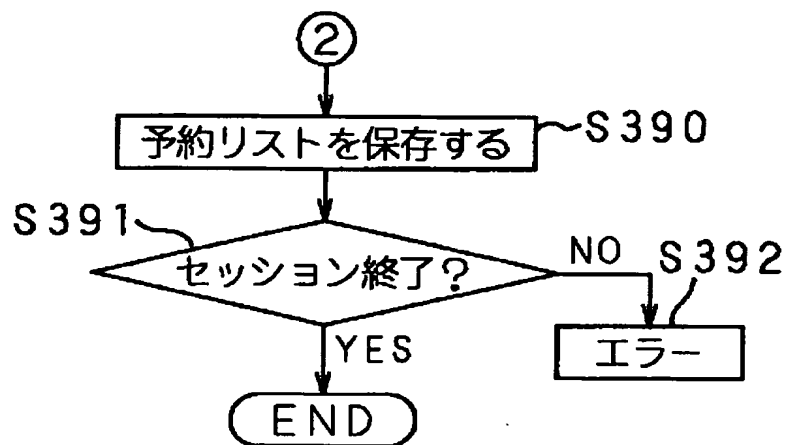 ②
予約リストを保存する
S390
S391
セッション終了?
NO
S392
エラー
YES
END